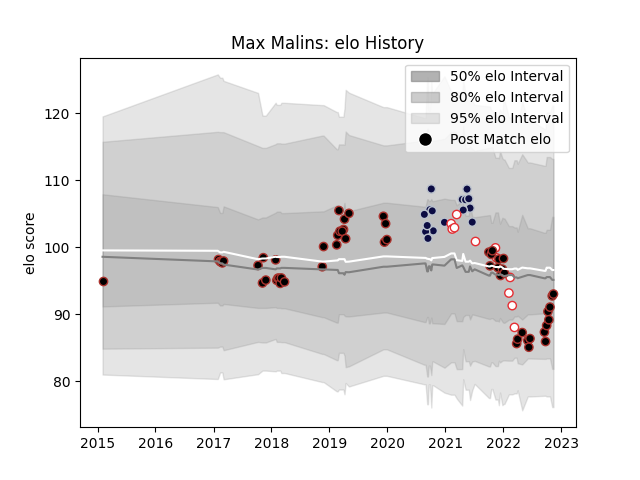 Max Malins: elo History
50% elo Interval
80% elo Interval
95% elo Interval
Post Match elo
elo score
120
110
100
90
80
2015 2016 2017 2018 2019 2020 2021 2022 2023